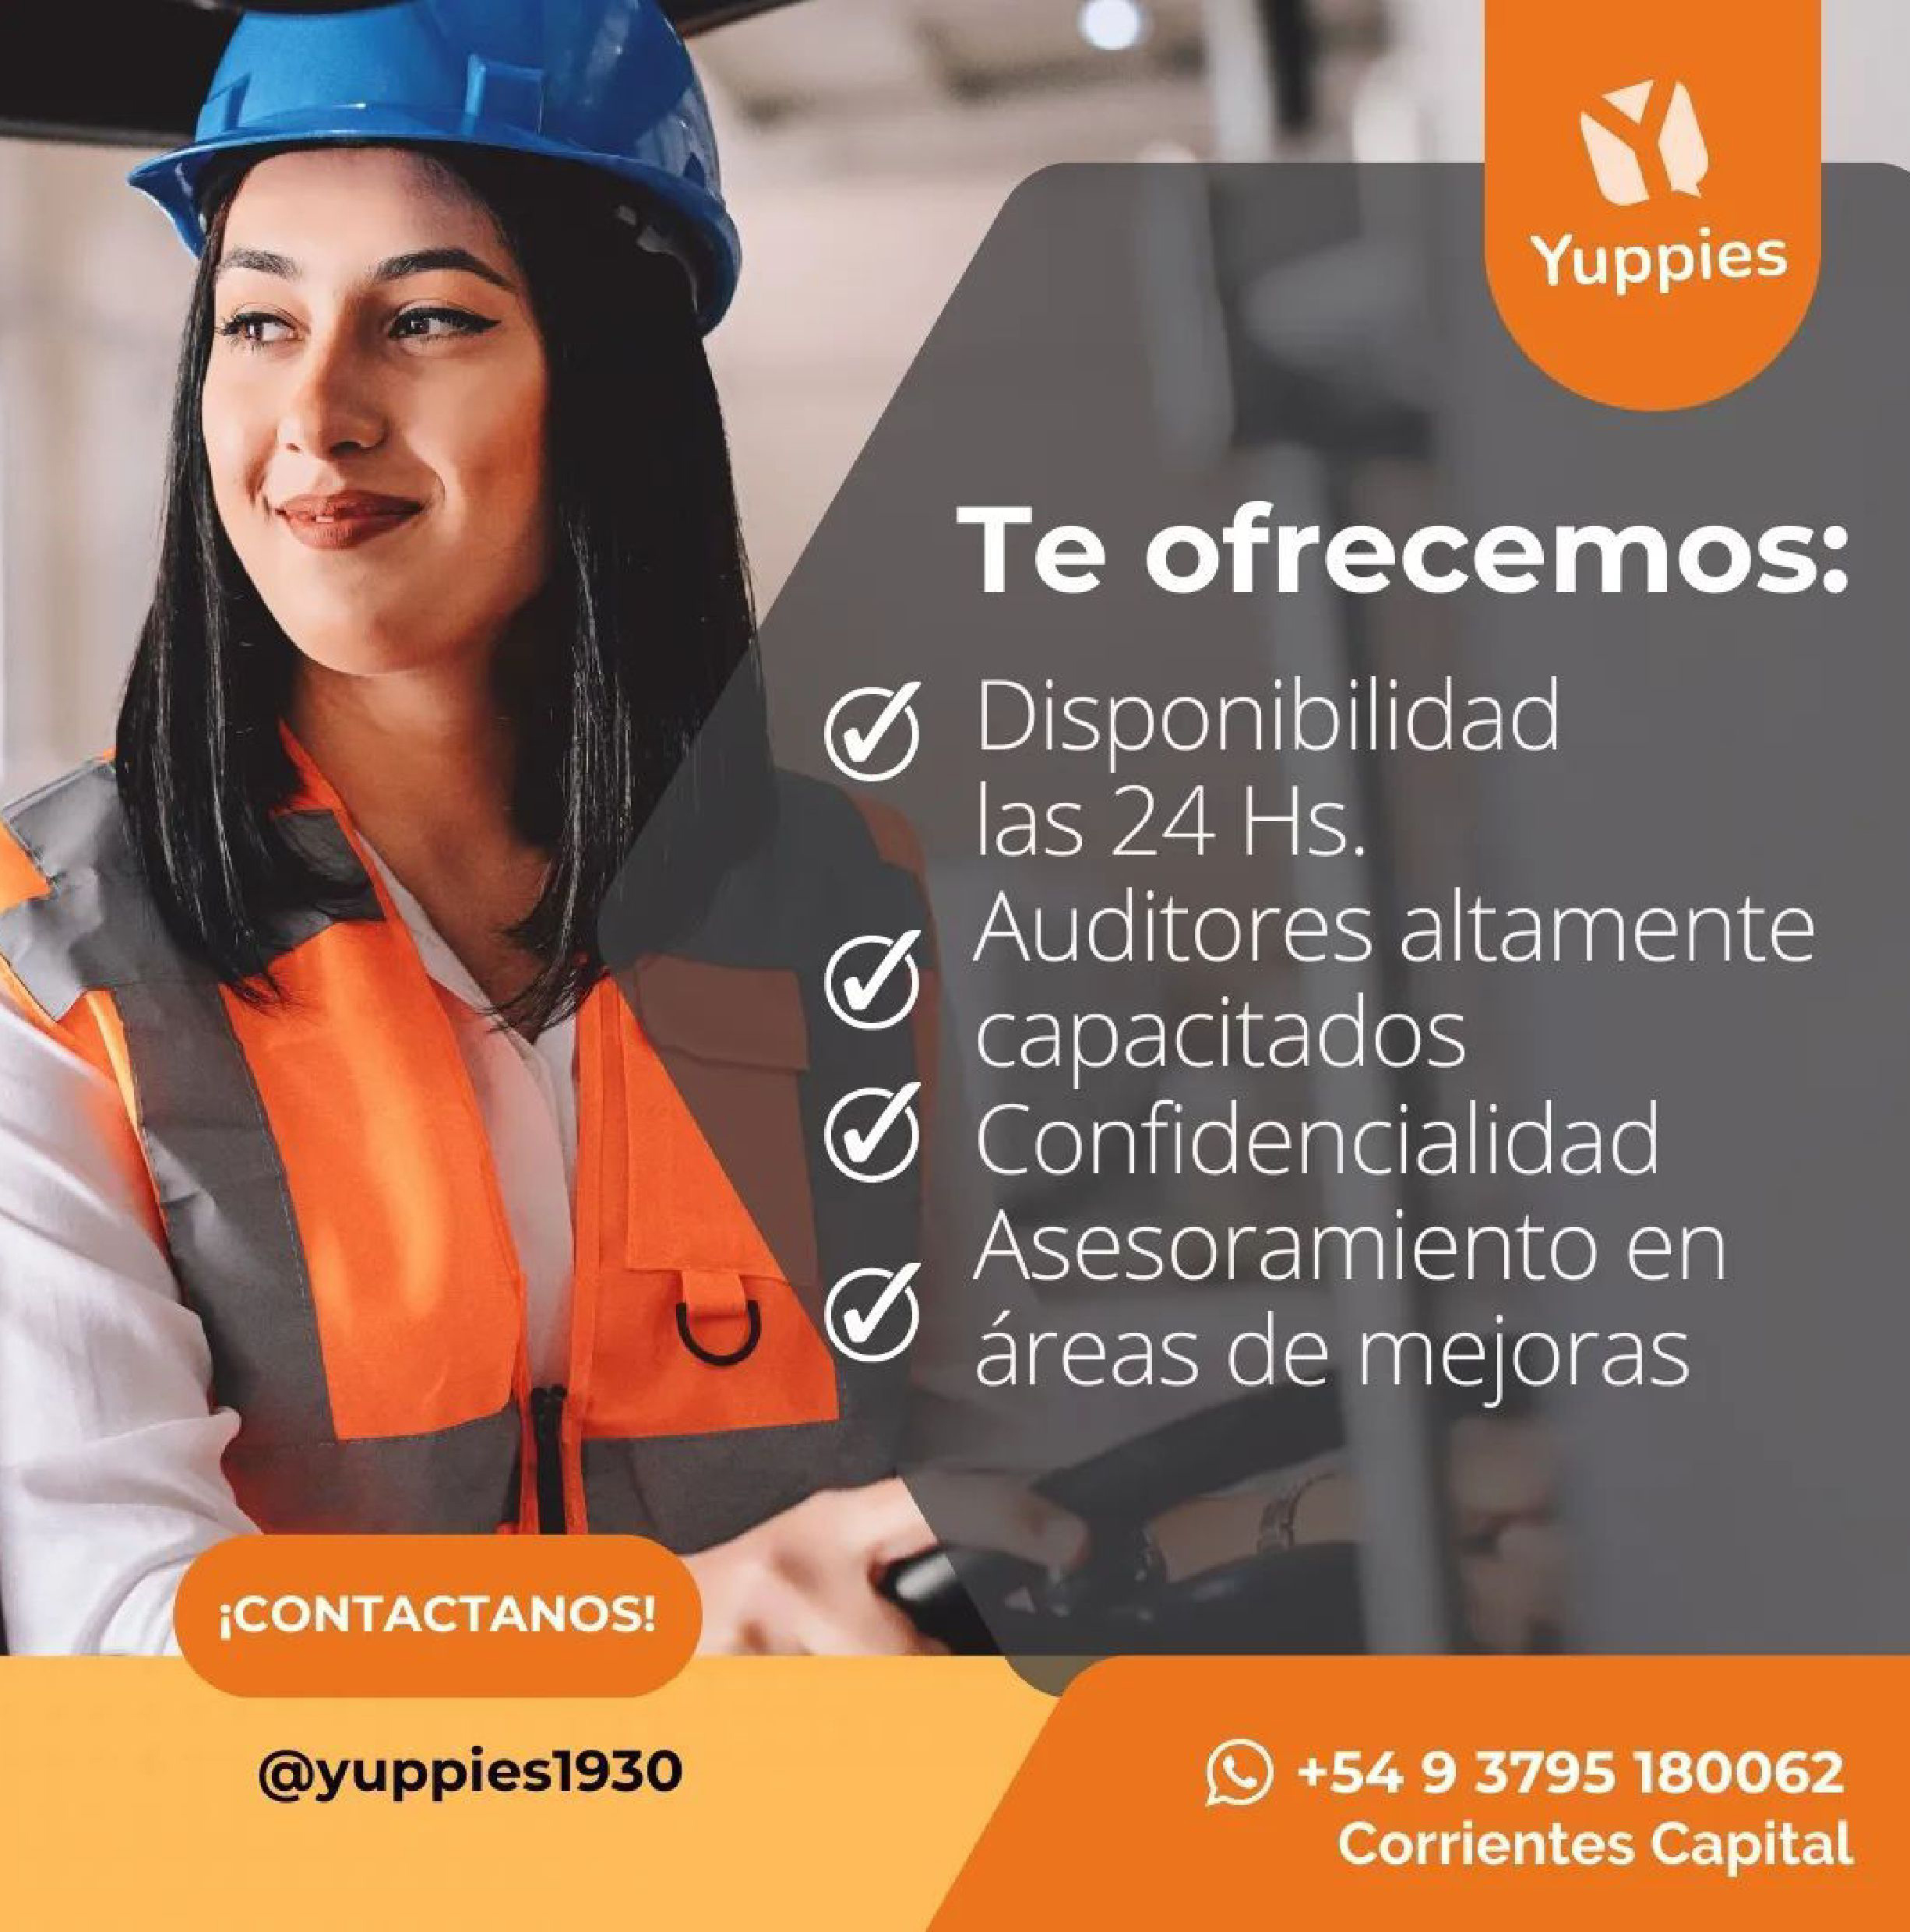 Yuppies
Te ofrecemos:
Disponibilidad
las 24 Hs.
Auditores altamente
capacitados
Confidencialidad
Asesoramiento en
áreas de mejoras
¡CONTACTANOS!
@yuppies1930
+54 9 3795 180062
Corrientes Capital